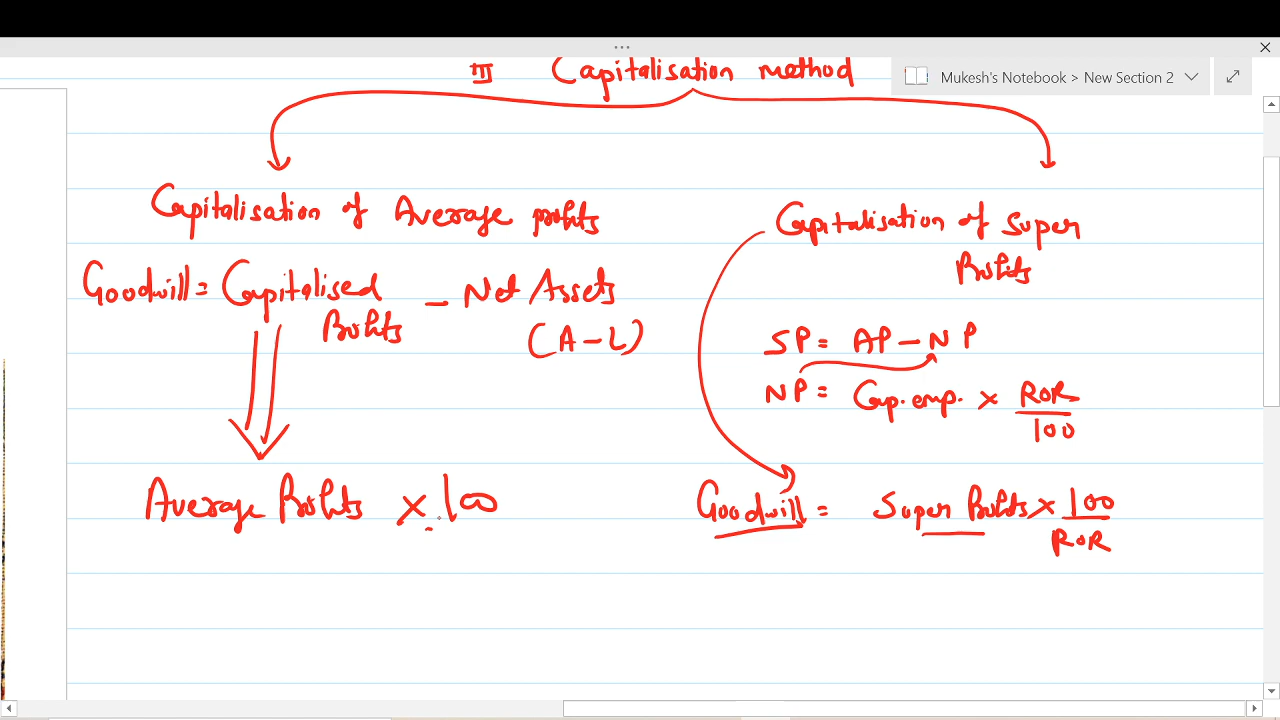 III Capitalisation method
Mukesh's Notebook > New Section 2
Capitalisation of Average profits
Goodwill = Capitalised Profits - Net Assets
(A - L)
Average Profits × 100
Capitalisation of Super
Profits
SP = AP - NP
NP = Cap. emp. × ROR
100
Goodwill = Super Profits × 100
ROR